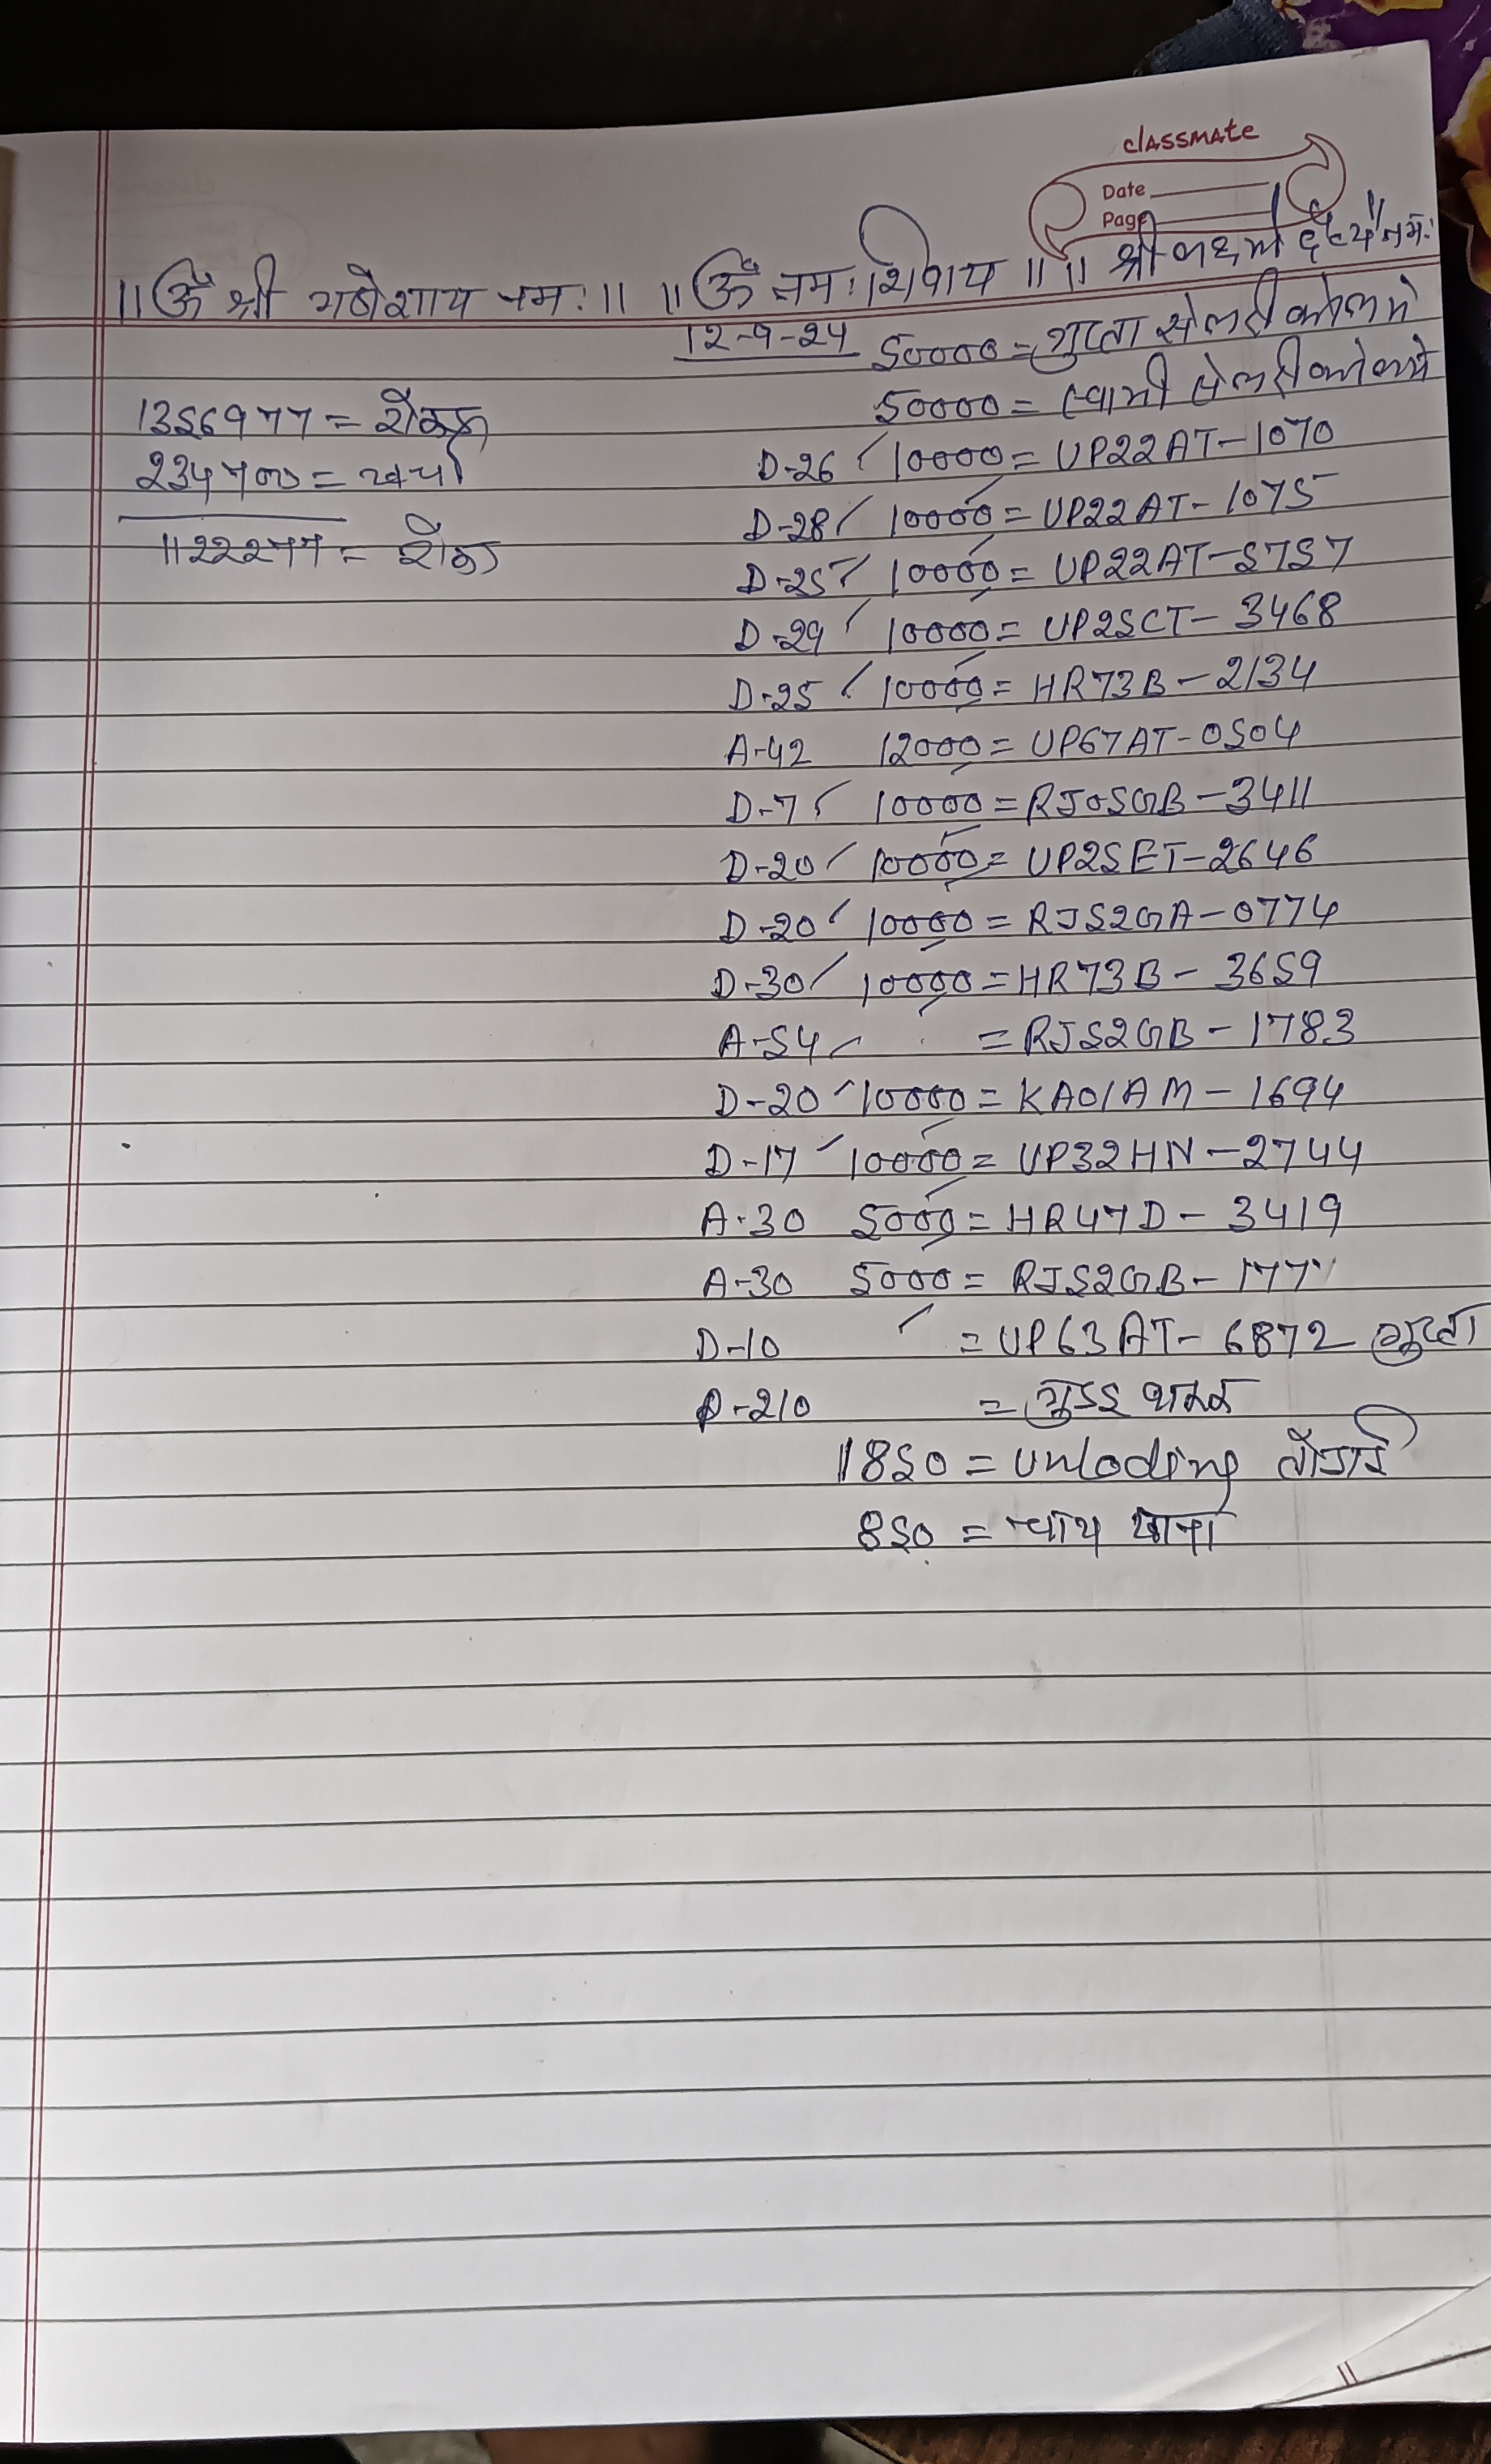 classmate
Date
Page
॥ ॐ श्री गणेशाय नमः ॥ ॥ ॐ नमः शिवाय ॥ ॥ श्री
12-9-24
50000 = गुप्ता सेलरी
1356977 = रोकड़
50000 = स्वामी सेलरी
234700 = खर्चा
1122277 = रोकड़
D-26 10000 = UP22AT-1070
D-28 10000 = UP22AT-1075
D-25 10000 = UP22AT-5757
D-29 10000 = UP25CT-3468
D-25 10000 = HR73B-2134
A-42 12000 = UP67AT-0504
D-7 10000 = RJ05GB-3411
D-20 10000 = UP25ET-2646
D-20 10000 = RJ52GA-0774
D-30 10000 = HR73B-3659
A-54 = RJ52GB-1783
D-20 10000 = KA01AM-1694
D-17 10000 = UP32HN-2744
A-30 5000 = HR47D-3419
A-30 5000 = RJ52GB-
D-10 = UP63AT-6872 गुप्ता
D-210 =
1850 = unloding
850 = चाय खाना